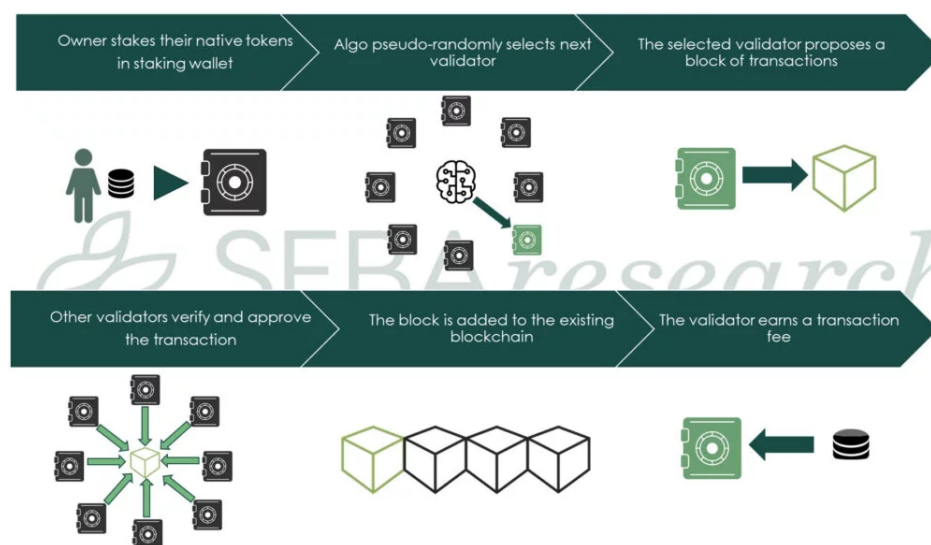 Owner stakes their native tokens
in staking wallet
Algo pseudo-randomly selects next
validator
The selected validator proposes a
block of transactions
SEBAresearch
Other validators verify and approve
the transaction
The block is added to the existing
blockchain
The validator earns a transaction
fee